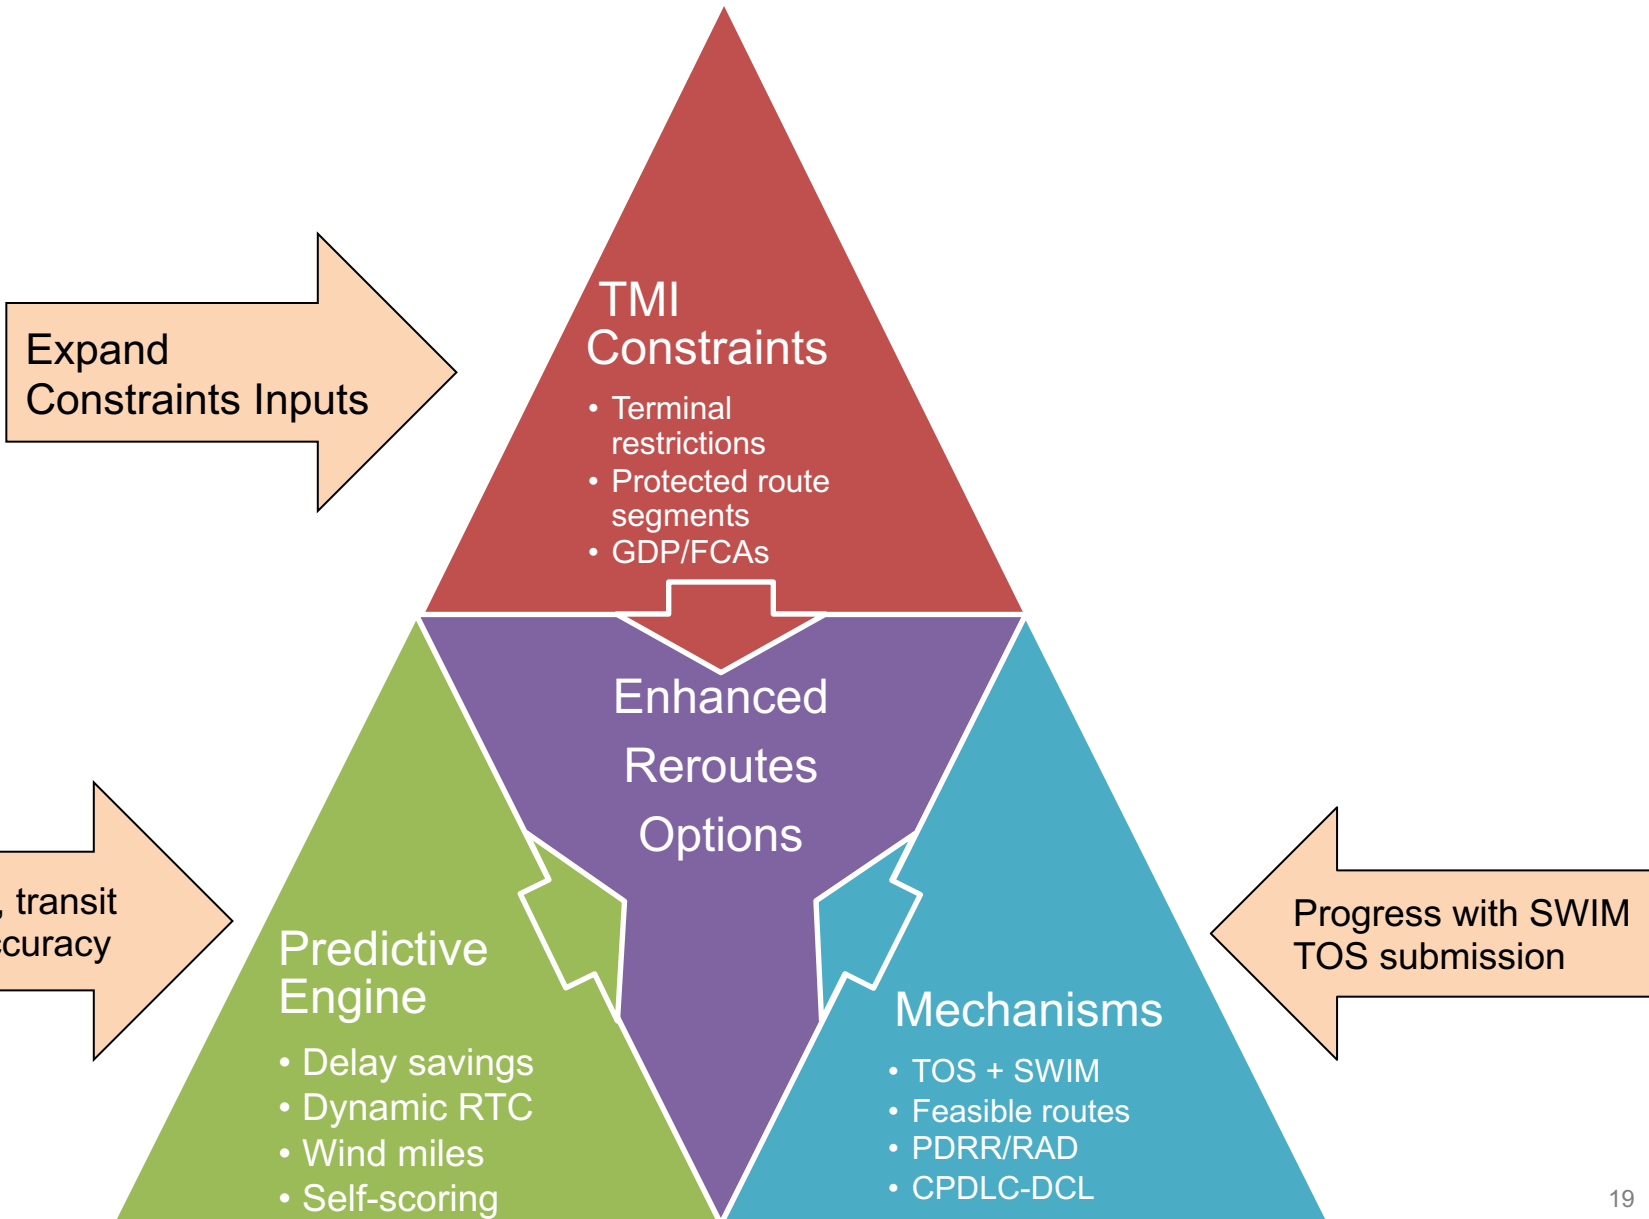 Expand
Constraints Inputs
TMI
Constraints
• Terminal
restrictions
• Protected route
segments
• GDP/FCAs
Enhanced
Reroutes
Options
, transit
Predictive
Engine
• Delay savings
• Dynamic RTC
• Wind miles
• Self-scoring
Mechanisms
• TOS + SWIM
• Feasible routes
• PDRR/RAD
• CPDLC-DCL
Progress with SWIM
TOS submission
19